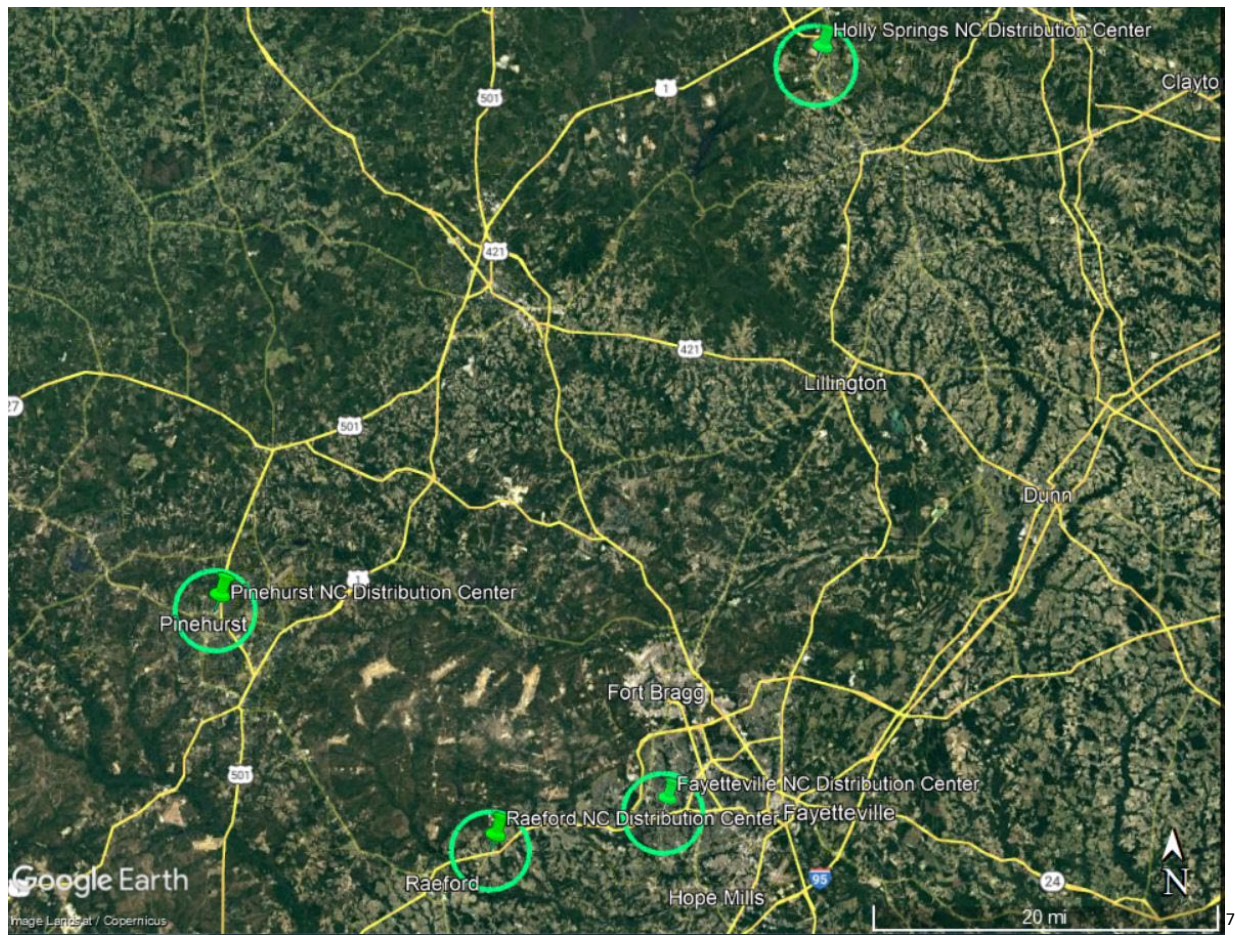 Holly Springs NC Distribution Center
Clayto
1
501
421
421
Lillington
27
501
Dunn
1
Pinehurst NC Distribution Center
Pinehurst
Fort Bragg
501
Fayetteville NC Distribution Center
Raeford NC Distribution Center
Fayetteville
Raeford
95
24
Hope Mills
Google Earth
N
20 mi
Image Landsat / Copernicus
7